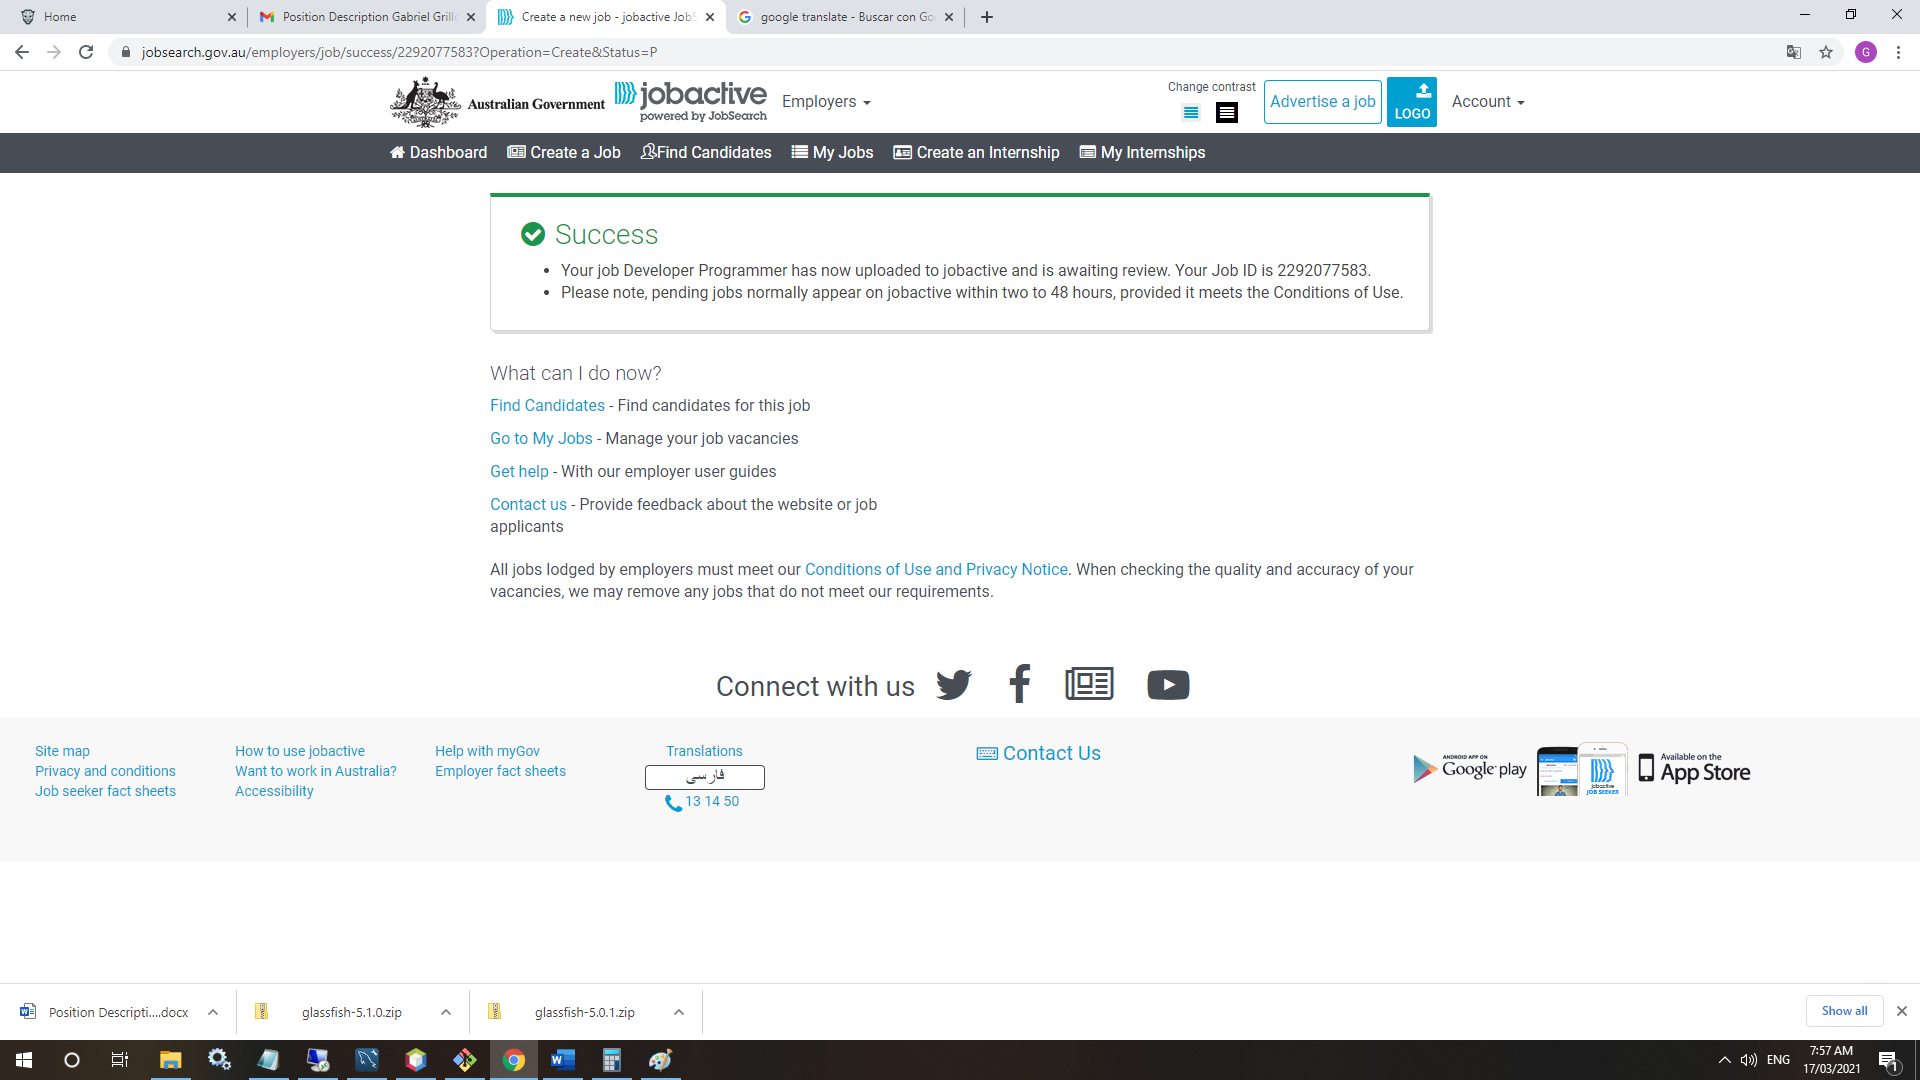 Home
Position Description Gabriel Grillo
Create a new job - jobactive JobS
google translate - Buscar con Go
jobsearch.gov.au/employers/job/success/2292077583?Operation=Create&Status=P
G
Australian Government
jobactive
powered by JobSearch
Employers
Change contrast
Advertise a job
LOGO
Account
Dashboard
Create a Job
Find Candidates
My Jobs
Create an Internship
My Internships
Success
• Your job Developer Programmer has now uploaded to jobactive and is awaiting review. Your Job ID is 2292077583.
• Please note, pending jobs normally appear on jobactive within two to 48 hours, provided it meets the Conditions of Use.
What can I do now?
Find Candidates - Find candidates for this job
Go to My Jobs - Manage your job vacancies
Get help - With our employer user guides
Contact us - Provide feedback about the website or job
applicants
All jobs lodged by employers must meet our Conditions of Use and Privacy Notice. When checking the quality and accuracy of your
vacancies, we may remove any jobs that do not meet our requirements.
Connect with us
Site map
Privacy and conditions
Job seeker fact sheets
How to use jobactive
Want to work in Australia?
Accessibility
Help with myGov
Employer fact sheets
Translations
فارسی
13 14 50
Contact Us
ANDROID APP ON
Google play
jobactive
JOB SEEKER
Available on the
App Store
Position Descripti....docx
glassfish-5.1.0.zip
glassfish-5.0.1.zip
Show all
ENG
7:57 AM
17/03/2021
1